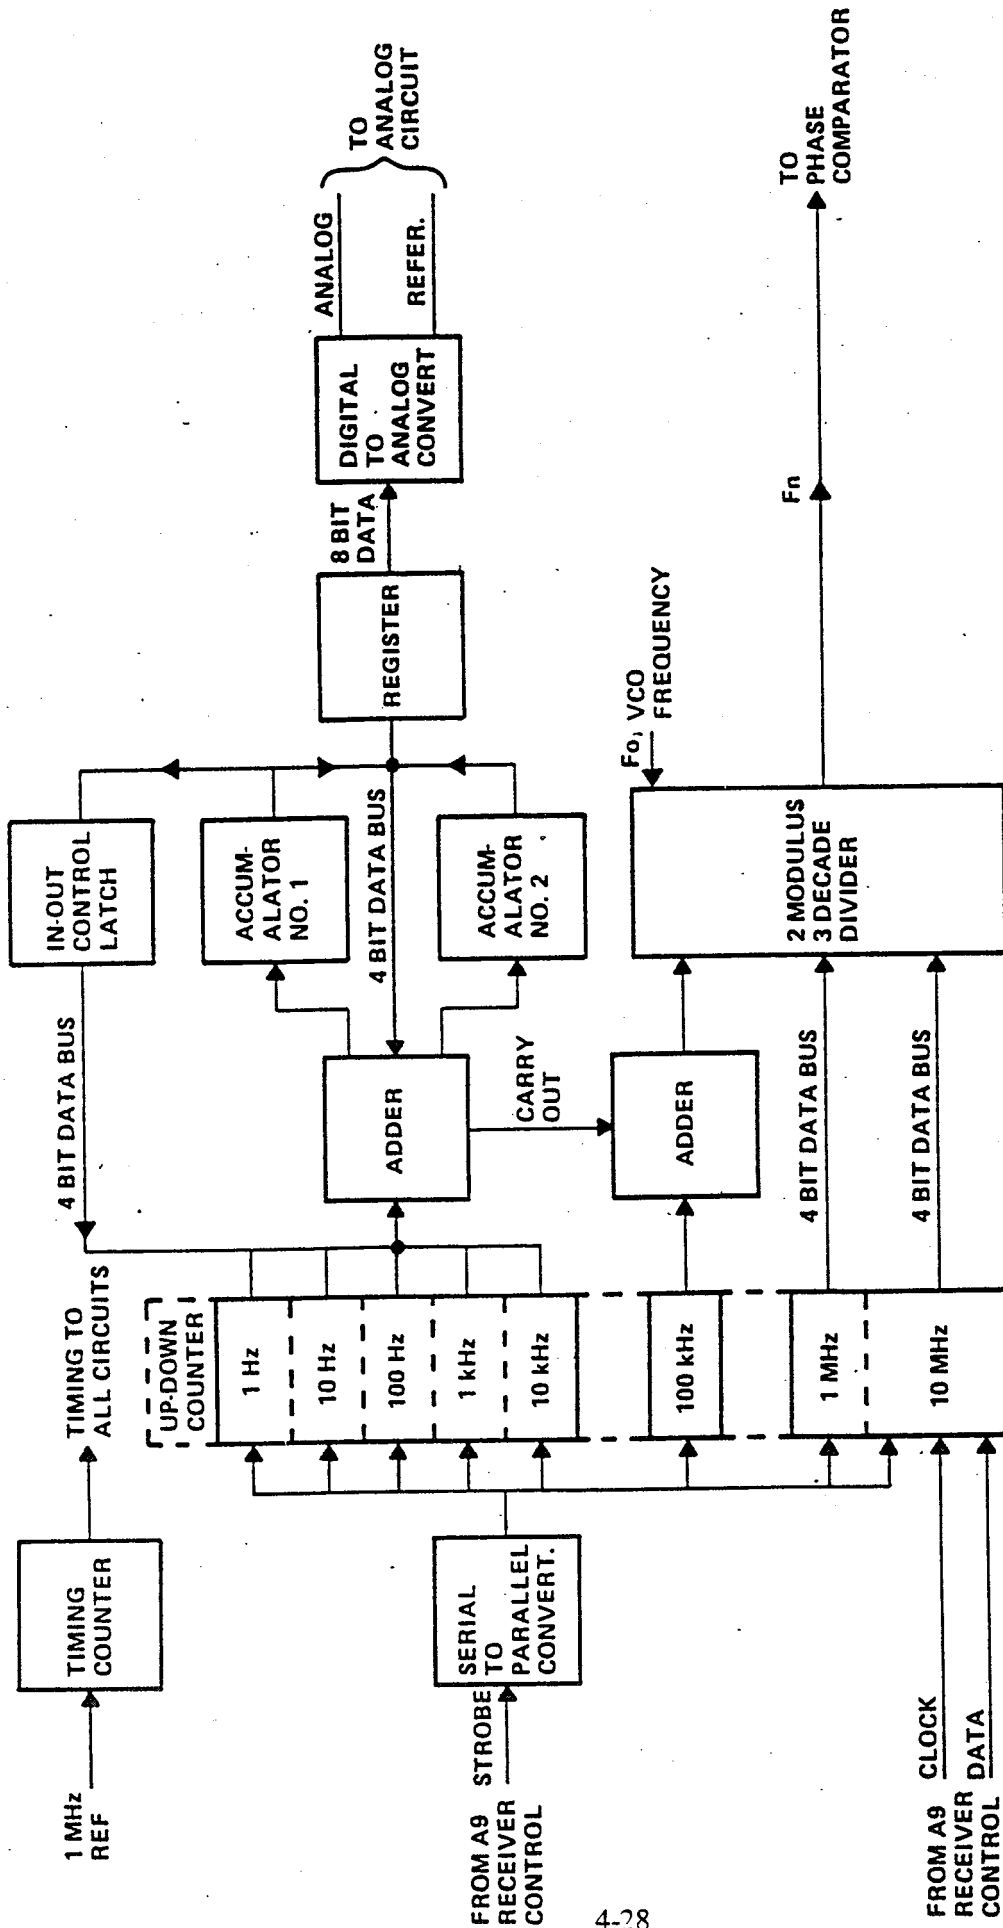 1 MHz
REF
TIMING
COUNTER
TIMING TO
ALL CIRCUITS
4 BIT DATA BUS
IN-OUT
CONTROL
LATCH
FROM A9
RECEIVER
CONTROL
STROBE
SERIAL
TO
PARALLEL
CONVERT.
UP-DOWN
COUNTER
1 Hz
10 Hz
100 Hz
1 kHz
10 kHz
100 kHz
1 MHz
10 MHz
ADDER
CARRY
OUT
ADDER
ACCUM-
ALATOR
NO. 1
4 BIT DATA BUS
ACCUM-
ALATOR
NO. 2
REGISTER
8 BIT
DATA
DIGITAL
TO
ANALOG
CONVERT
ANALOG
REFER.
TO
ANALOG
CIRCUIT
4 BIT DATA BUS
4 BIT DATA BUS
Fo, VCO
FREQUENCY
2 MODULUS
3 DECADE
DIVIDER
Fn
TO
PHASE
COMPARATOR
FROM A9
RECEIVER
CONTROL
CLOCK
DATA
4-28